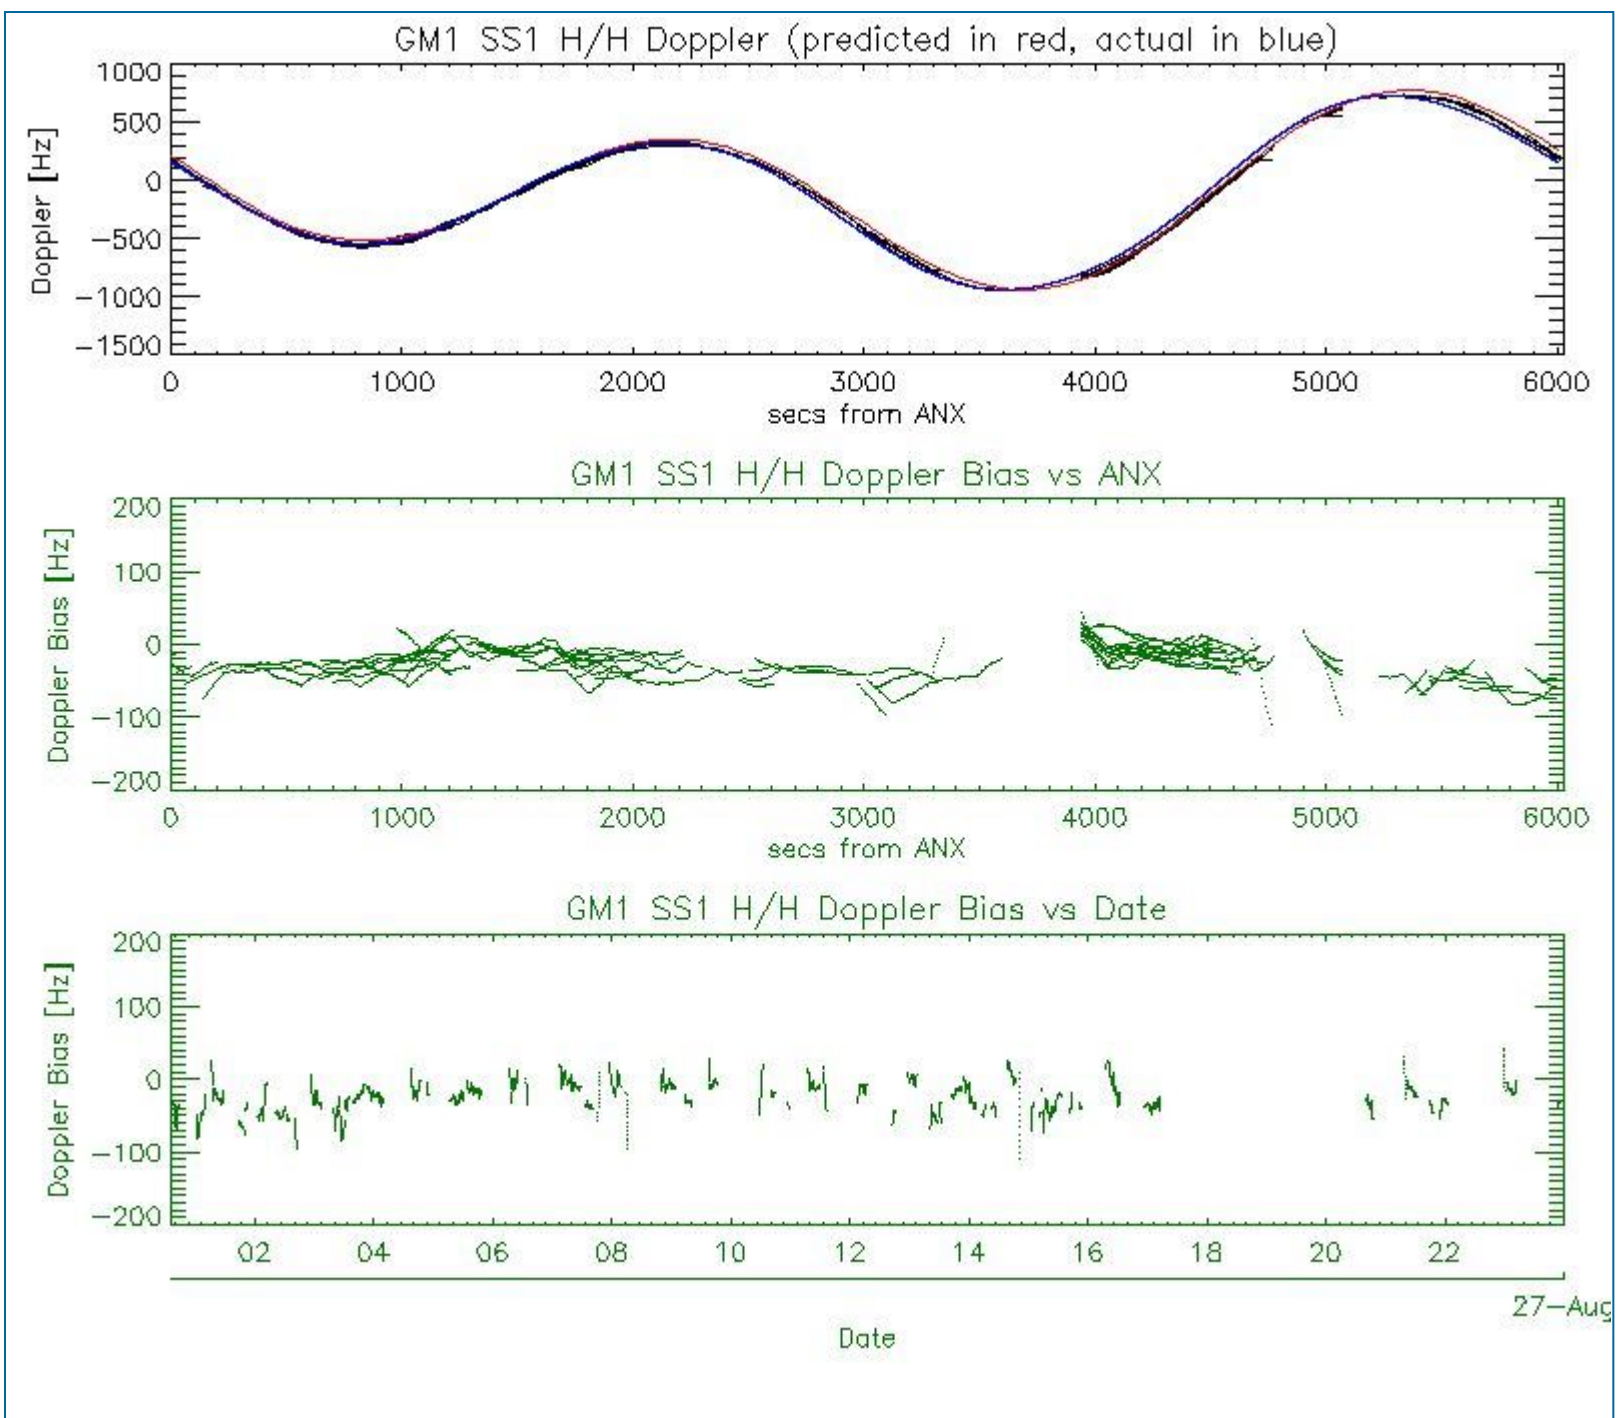 GM1 SS1 H/H Doppler (predicted in red, actual in blue)
Doppler [Hz]
1000
500
0
−500
−1000
−1500
0 1000 2000 3000 4000 5000 6000
secs from ANX
GM1 SS1 H/H Doppler Bias vs ANX
Doppler Bias [Hz]
200
100
0
−100
−200
0 1000 2000 3000 4000 5000 6000
secs from ANX
GM1 SS1 H/H Doppler Bias vs Date
Doppler Bias [Hz]
200
100
0
−100
−200
02 04 06 08 10 12 14 16 18 20 22
27−Aug
Date